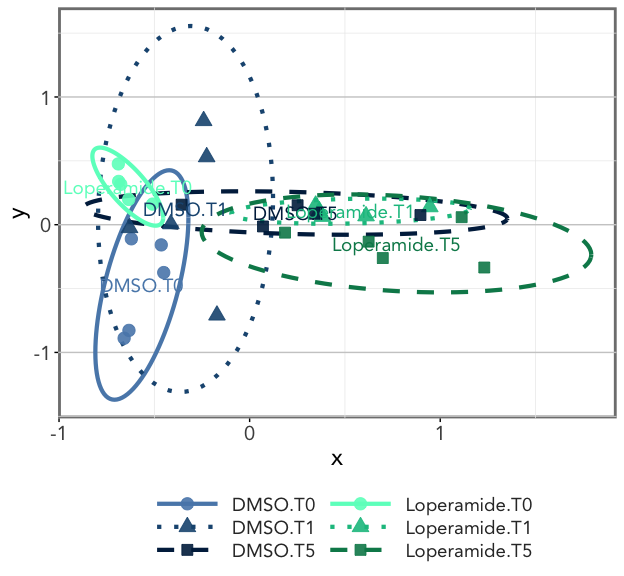 1
Loperamide.T0
DMSO.T1
DMSO.T5
Loperamide.T1
y
0
Loperamide.T5
DMSO.T0
-1
-1
0
1
x
DMSO.T0
Loperamide.T0
DMSO.T1
Loperamide.T1
DMSO.T5
Loperamide.T5